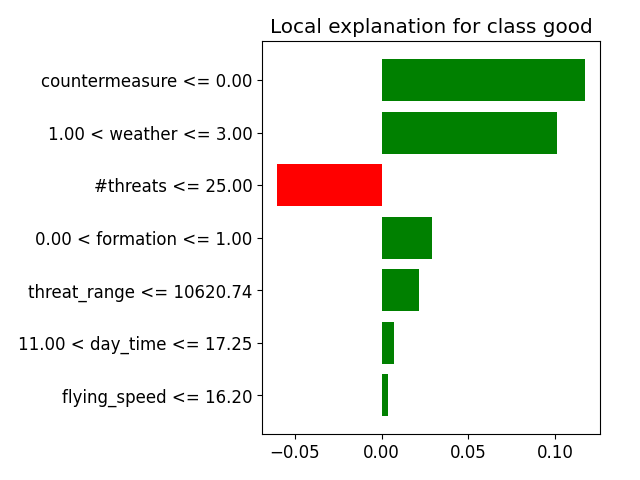 Local explanation for class good
countermeasure <= 0.00
1.00 < weather <= 3.00
#threats <= 25.00
0.00 < formation <= 1.00
threat_range <= 10620.74
11.00 < day_time <= 17.25
flying_speed <= 16.20
−0.05 0.00 0.05 0.10